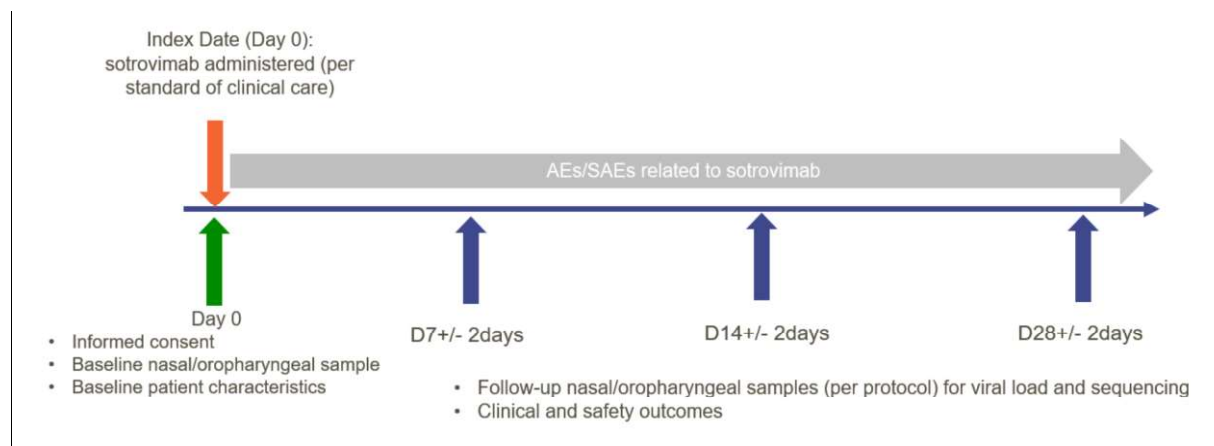 Index Date (Day 0):
sotrovimab administered (per
standard of clinical care)
AEs/SAEs related to sotrovimab
Day 0
• Informed consent
• Baseline nasal/oropharyngeal sample
• Baseline patient characteristics
D7+/- 2days
D14+/- 2days
D28+/- 2days
• Follow-up nasal/oropharyngeal samples (per protocol) for viral load and sequencing
• Clinical and safety outcomes